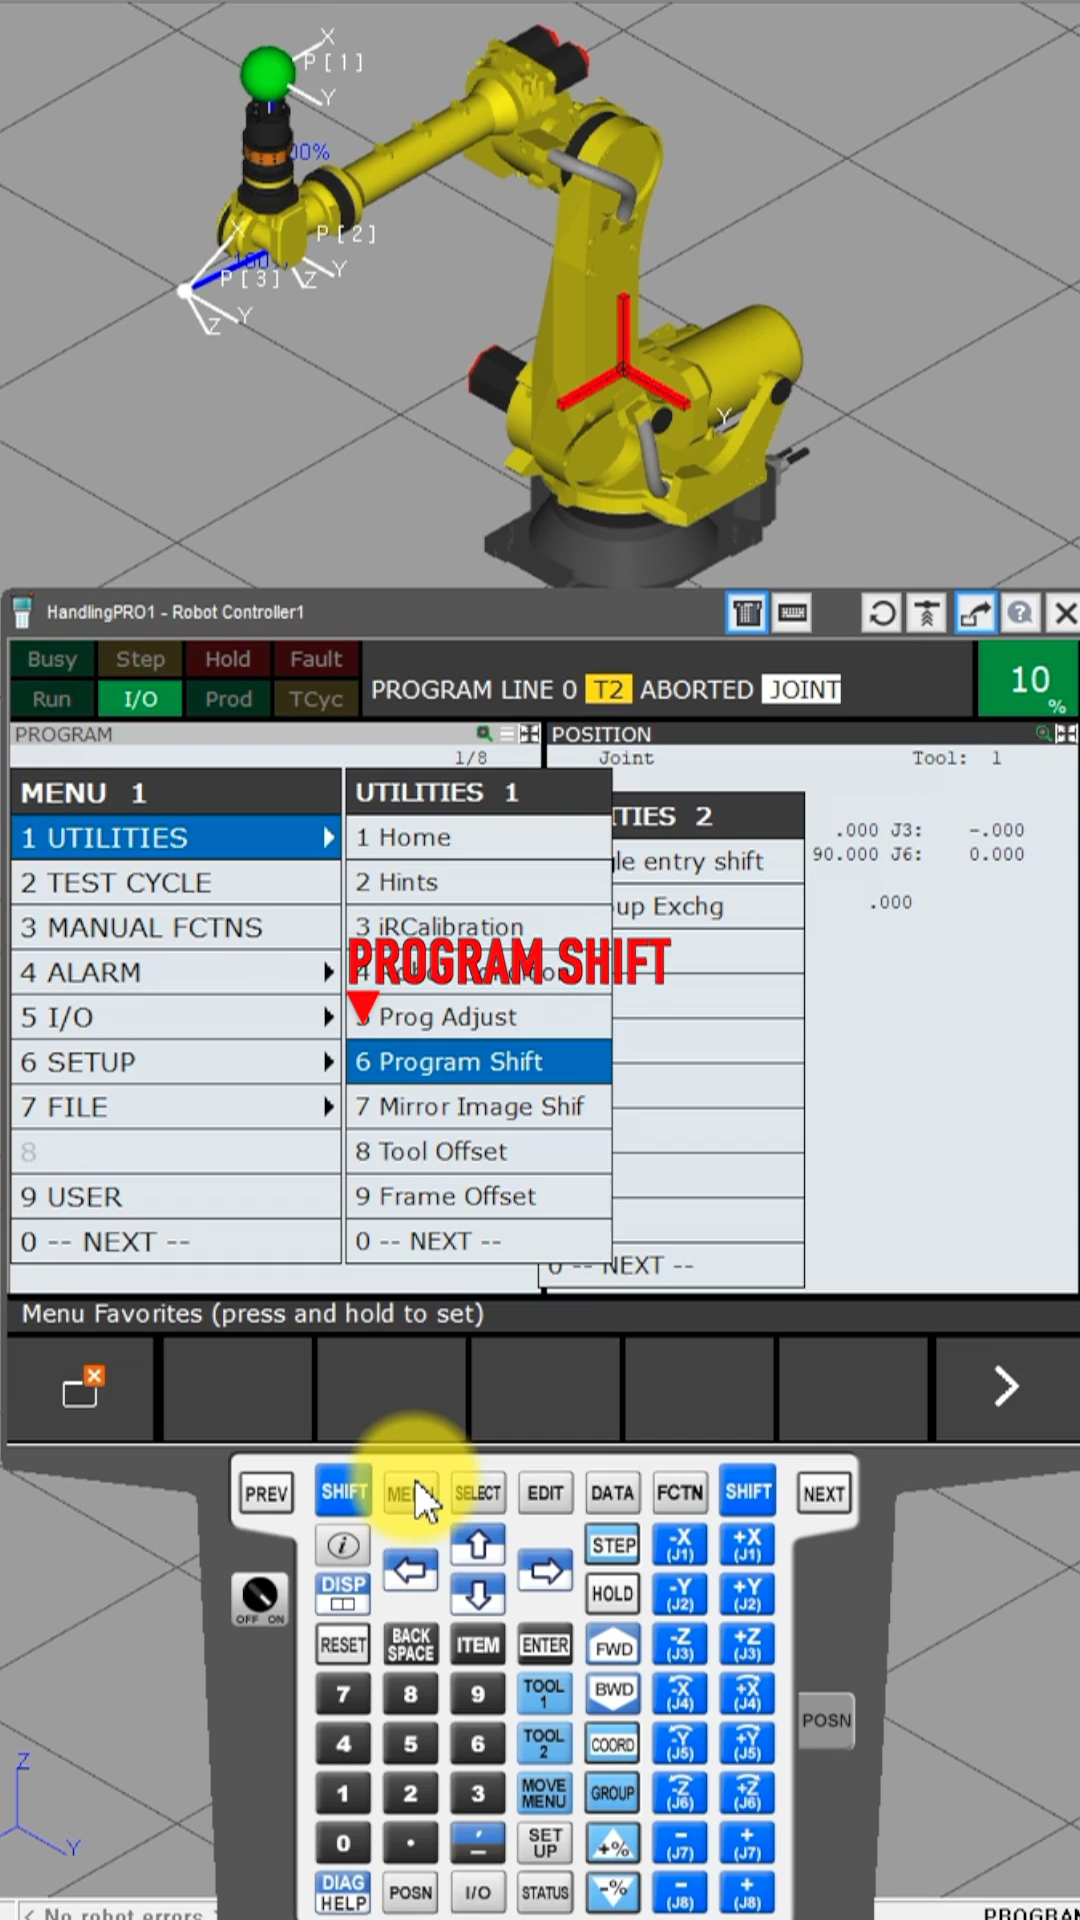 X
P[1]
Y
00%
X
P[2]
100%
P[3]
Z
Y
Z
Y
Y
HandlingPRO1 - Robot Controller1
Busy Step Hold Fault
Run I/O Prod TCyc
PROGRAM LINE 0 T2 ABORTED JOINT
10
%
PROGRAM
POSITION
1/8
Joint Tool: 1
MENU 1
1 UTILITIES
2 TEST CYCLE
3 MANUAL FCTNS
4 ALARM
5 I/O
6 SETUP
7 FILE
8
9 USER
0 -- NEXT --
UTILITIES 1
1 Home
2 Hints
3 iRCalibration
PROGRAM SHIFT
5 Prog Adjust
6 Program Shift
7 Mirror Image Shif
8 Tool Offset
9 Frame Offset
0 -- NEXT --
TIES 2
le entry shift
up Exchg
0 -- NEXT --
.000 J3: -.000
90.000 J6: 0.000
.000
Menu Favorites (press and hold to set)
PREV SHIFT MENU SELECT EDIT DATA FCTN SHIFT NEXT
i STEP -X (J1) +X (J1)
OFF ON
DISP HOLD -Y (J2) +Y (J2)
RESET BACK SPACE ITEM ENTER FWD -Z (J3) +Z (J3)
7 8 9 TOOL 1 BWD -X (J4) +X (J4)
POSN
4 5 6 TOOL 2 COORD -Y (J5) +Y (J5)
1 2 3 MOVE MENU GROUP -Z (J6) +Z (J6)
0 . , - SET UP +% - (J7) + (J7)
DIAG HELP POSN I/O STATUS -% - (J8) + (J8)
Z
Y
< No robot errors
PROGRAM